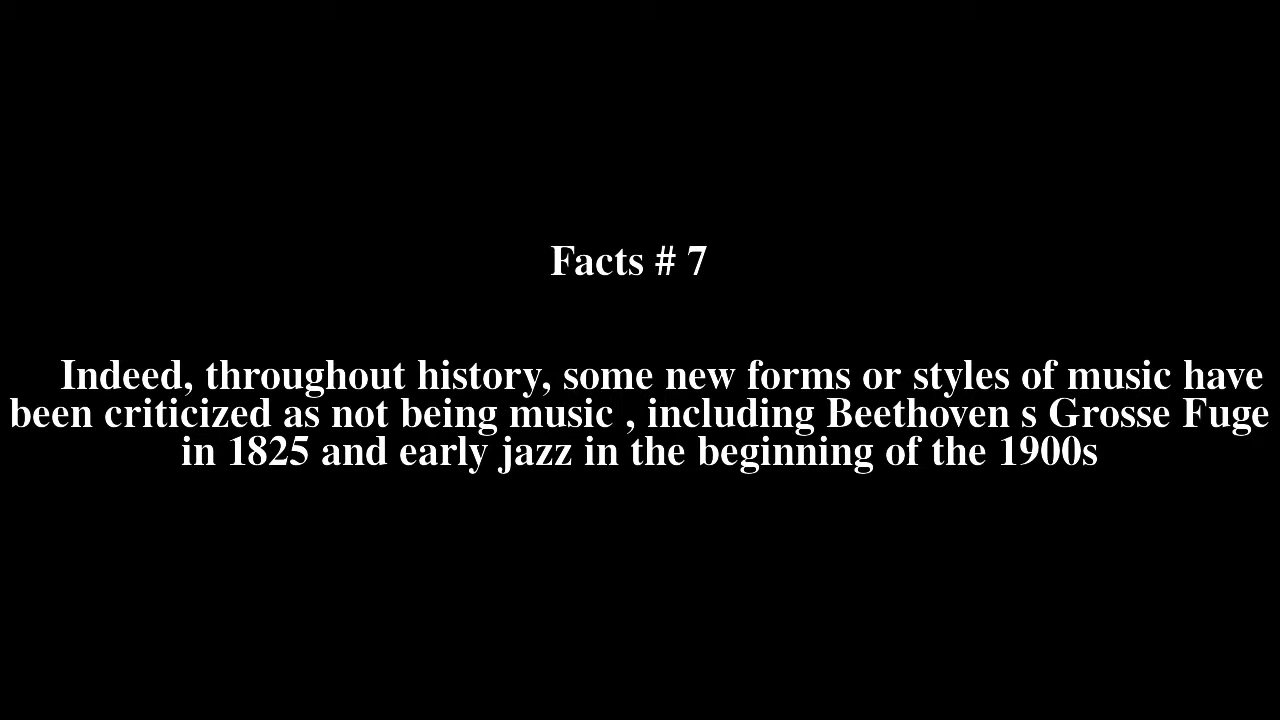 Facts # 7
Indeed, throughout history, some new forms or styles of music have
been criticized as not being music , including Beethoven s Grosse Fuge
in 1825 and early jazz in the beginning of the 1900s